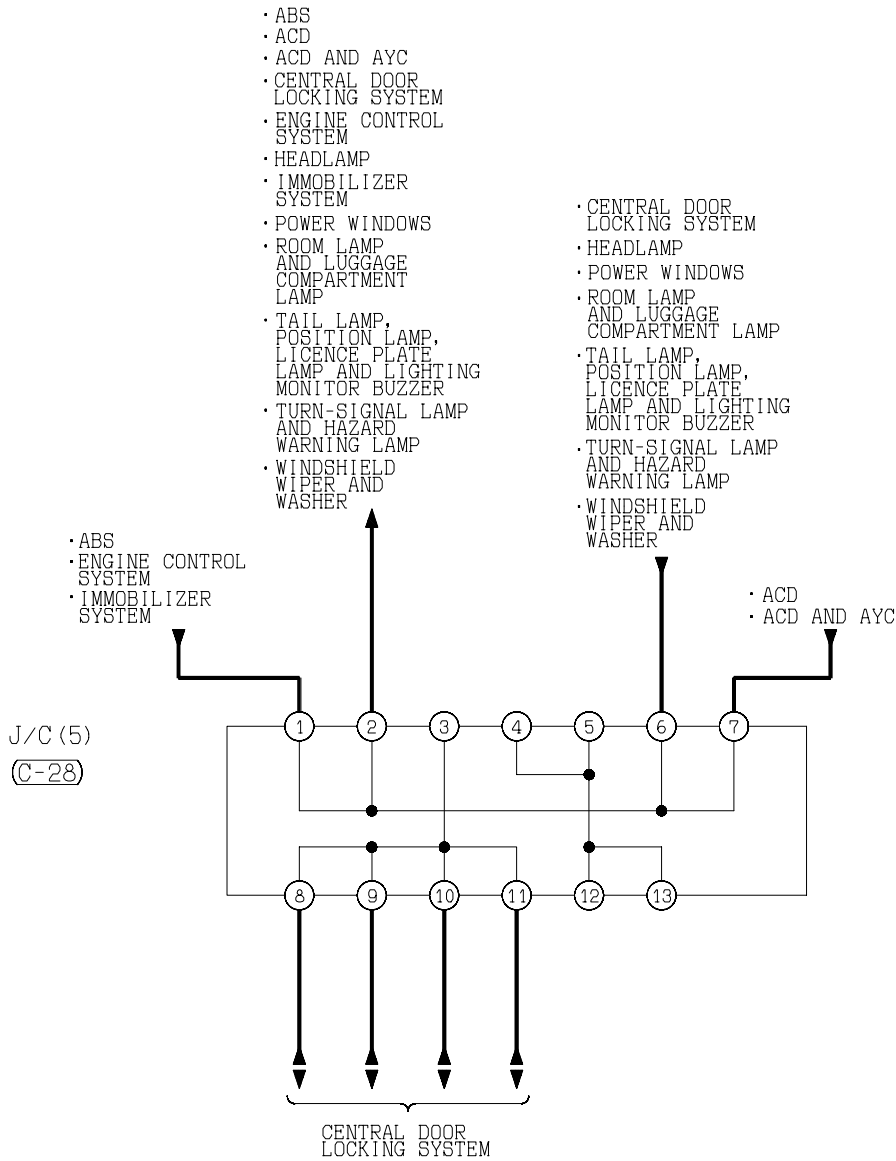 · ABS
· ACD
· ACD AND AYC
· CENTRAL DOOR
LOCKING SYSTEM
· ENGINE CONTROL
SYSTEM
· HEADLAMP
· IMMOBILIZER
SYSTEM
· POWER WINDOWS
· ROOM LAMP
AND LUGGAGE
COMPARTMENT
LAMP
· TAIL LAMP,
POSITION LAMP,
LICENCE PLATE
LAMP AND LIGHTING
MONITOR BUZZER
· TURN-SIGNAL LAMP
AND HAZARD
WARNING LAMP
· WINDSHIELD
WIPER AND
WASHER
· CENTRAL DOOR
LOCKING SYSTEM
· HEADLAMP
· POWER WINDOWS
· ROOM LAMP
AND LUGGAGE
COMPARTMENT LAMP
· TAIL LAMP,
POSITION LAMP,
LICENCE PLATE
LAMP AND LIGHTING
MONITOR BUZZER
· TURN-SIGNAL LAMP
AND HAZARD
WARNING LAMP
· WINDSHIELD
WIPER AND
WASHER
· ABS
· ENGINE CONTROL
SYSTEM
· IMMOBILIZER
SYSTEM
· ACD
· ACD AND AYC
J/C (5)
C-28
1 2 3 4 5 6 7
8 9 10 11 12 13
CENTRAL DOOR
LOCKING SYSTEM